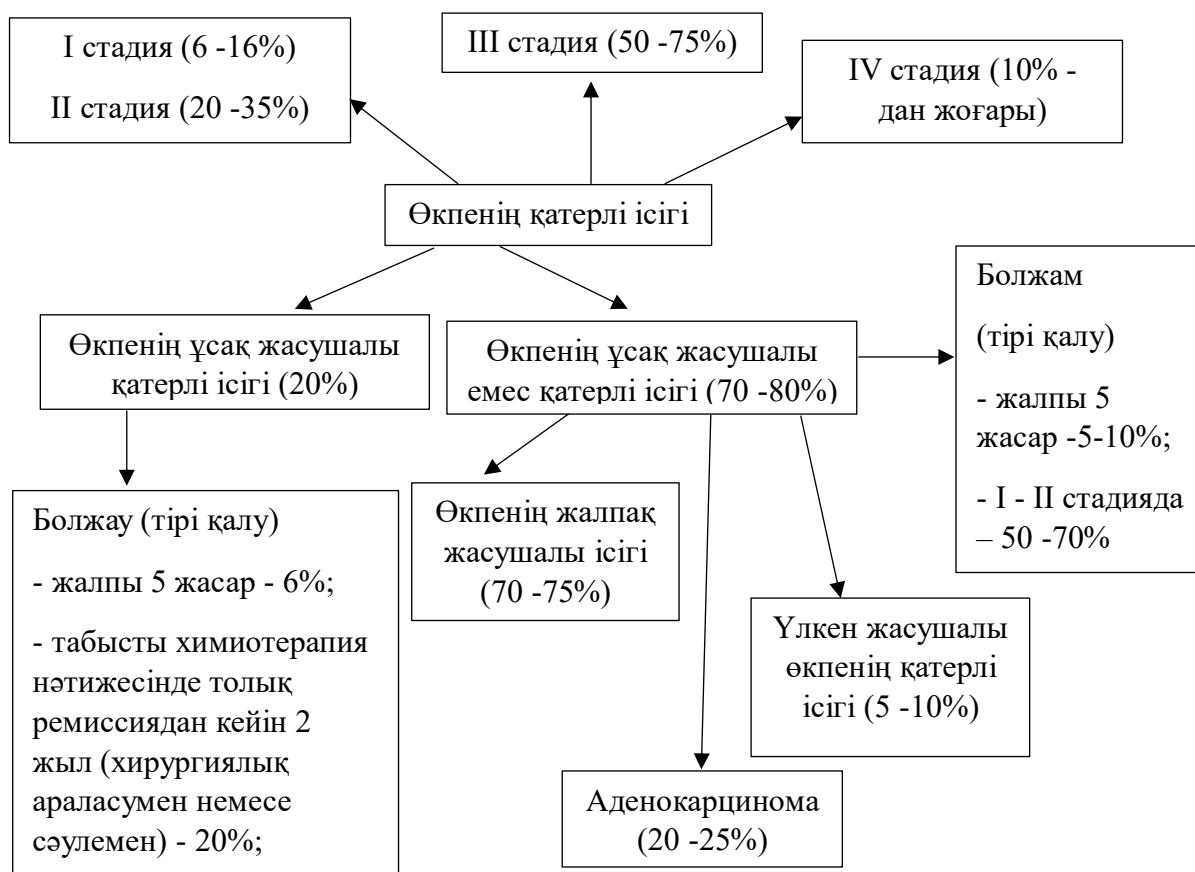 I стадия (6 -16%)
II стадия (20 -35%)
III стадия (50 -75%)
IV стадия (10% -
дан жоғары)
Өкпенің қатерлі ісігі
Өкпенің ұсақ жасушалы
қатерлі ісігі (20%)
Өкпенің ұсақ жасушалы
емес қатерлі ісігі (70 -80%)
Болжам
(тірі қалу)
- жалпы 5
жасар -5-10%;
- I - II стадияда
– 50 -70%
Болжау (тірі қалу)
- жалпы 5 жасар - 6%;
- табысты химиотерапия
нәтижесінде толық
ремиссиядан кейін 2
жыл (хирургиялық
араласумен немесе
сәулемен) - 20%;
Өкпенің жалпақ
жасушалы ісігі
(70 -75%)
Үлкен жасушалы
өкпенің қатерлі
ісігі (5 -10%)
Аденокарцинома
(20 -25%)